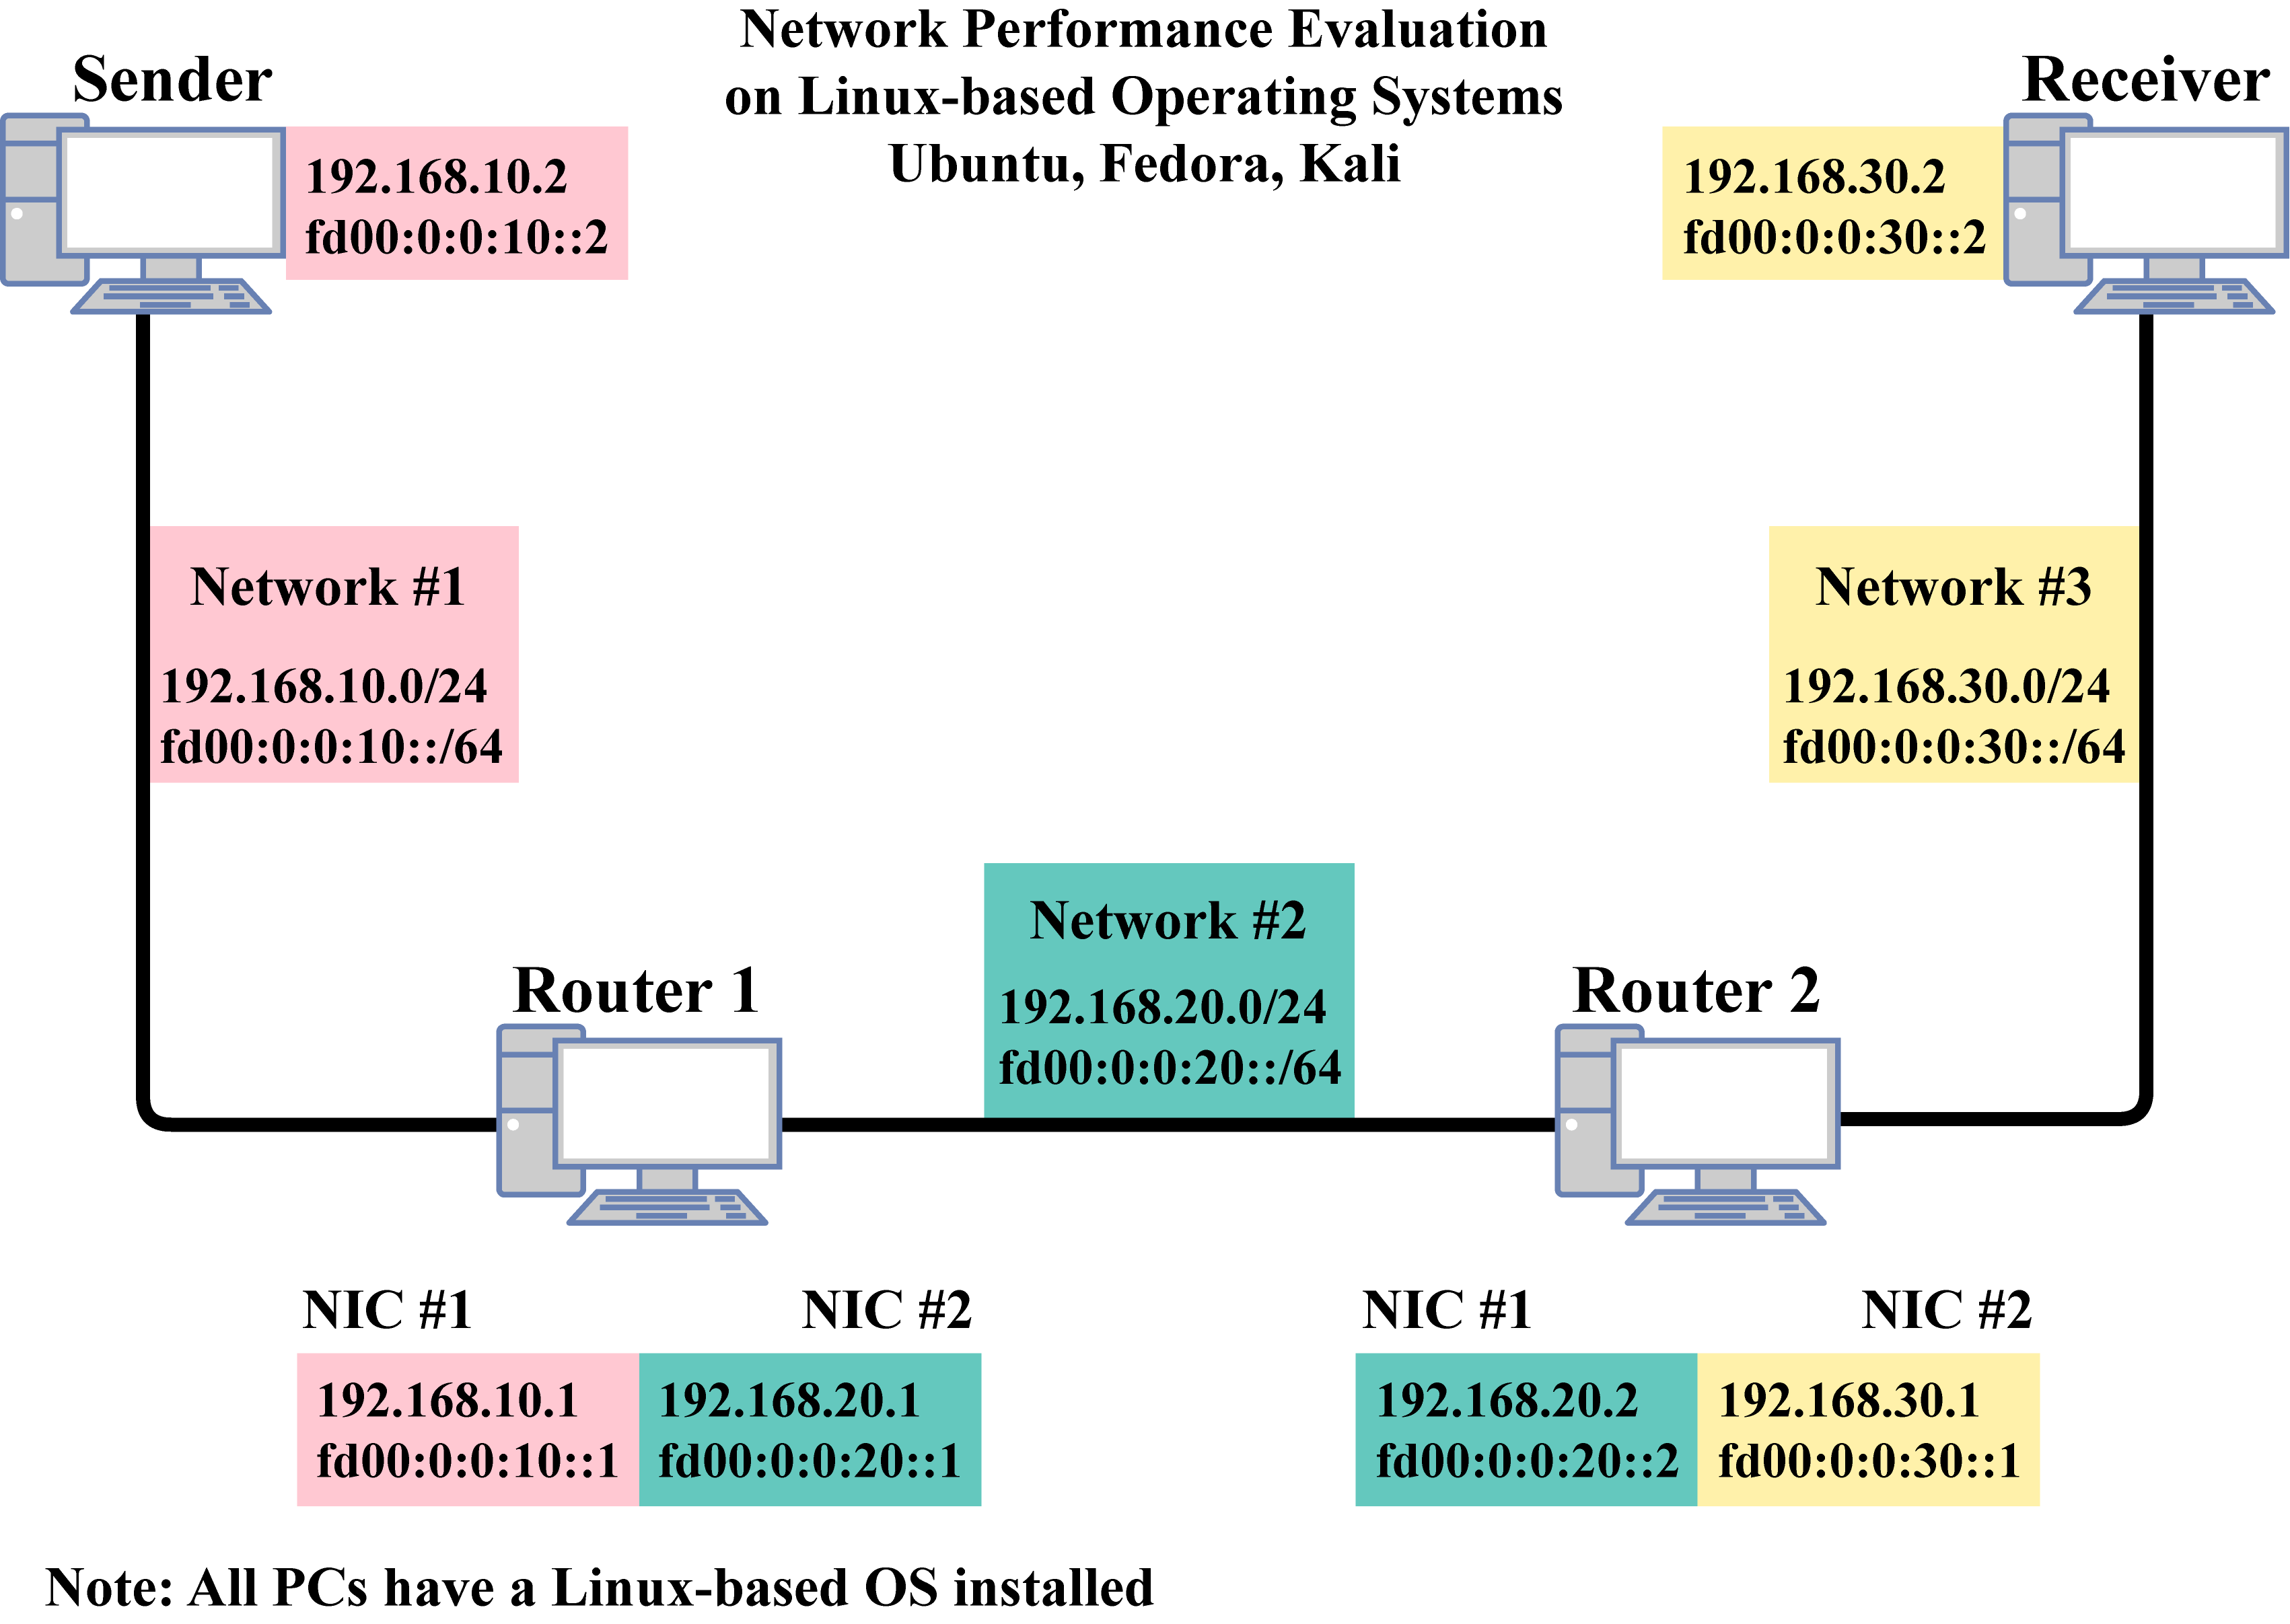 Network Performance Evaluation
on Linux-based Operating Systems
Ubuntu, Fedora, Kali
Sender
192.168.10.2
fd00:0:0:10::2
Receiver
192.168.30.2
fd00:0:0:30::2
Network #1
192.168.10.0/24
fd00:0:0:10::/64
Network #3
192.168.30.0/24
fd00:0:0:30::/64
Network #2
192.168.20.0/24
fd00:0:0:20::/64
Router 1
Router 2
NIC #1
NIC #2
192.168.10.1
fd00:0:0:10::1
192.168.20.1
fd00:0:0:20::1
NIC #1
NIC #2
192.168.20.2
fd00:0:0:20::2
192.168.30.1
fd00:0:0:30::1
Note: All PCs have a Linux-based OS installed